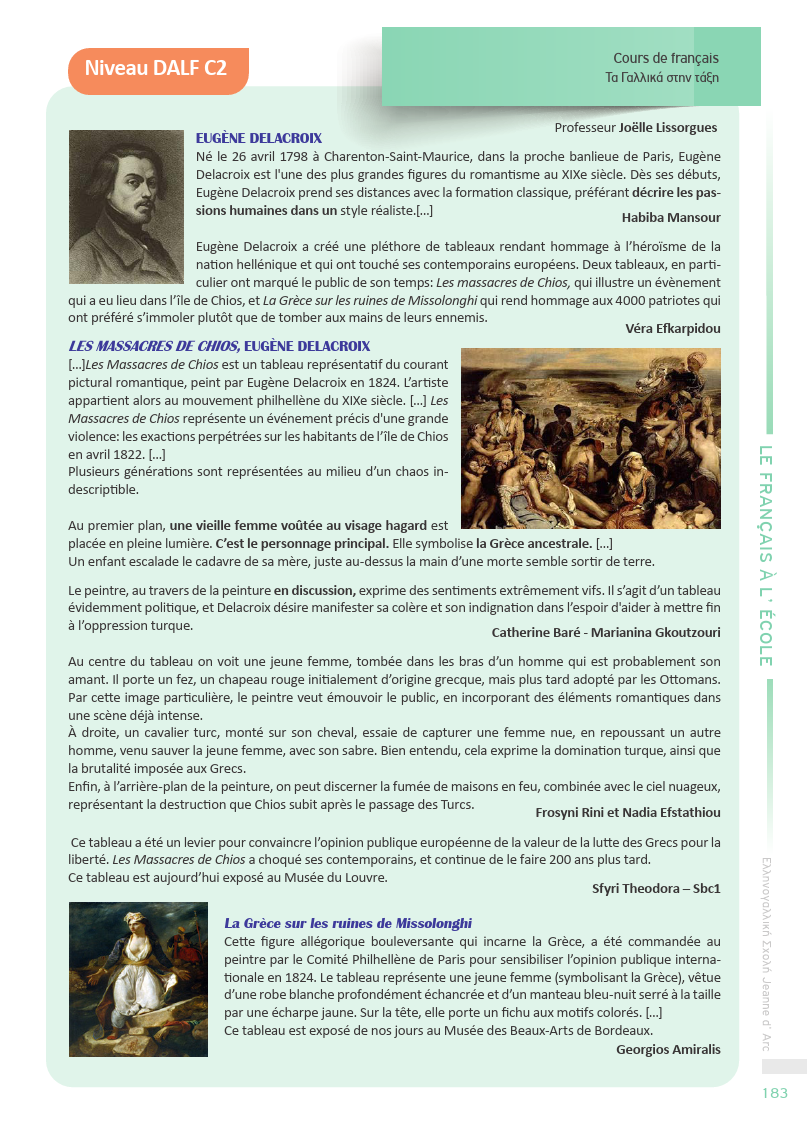 Niveau DALF C2
Cours de français
Τα Γαλλικά στην τάξη
Professeur Joëlle Lissorgues
EUGÈNE DELACROIX
Né le 26 avril 1798 à Charenton-Saint-Maurice, dans la proche banlieue de Paris, Eugène
Delacroix est l'une des plus grandes figures du romantisme au XIXe siècle. Dès ses débuts,
Eugène Delacroix prend ses distances avec la formation classique, préférant décrire les pas-
sions humaines dans un style réaliste.[...]
Habiba Mansour
Eugène Delacroix a créé une pléthore de tableaux rendant hommage à l’héroïsme de la
nation hellénique et qui ont touché ses contemporains européens. Deux tableaux, en parti-
culier ont marqué le public de son temps: Les massacres de Chios, qui illustre un évènement
qui a eu lieu dans l’île de Chios, et La Grèce sur les ruines de Missolonghi qui rend hommage aux 4000 patriotes qui
ont préféré s’immoler plutôt que de tomber aux mains de leurs ennemis.
Véra Efkarpidou
LES MASSACRES DE CHIOS, EUGÈNE DELACROIX
[...]Les Massacres de Chios est un tableau représentatif du courant
pictural romantique, peint par Eugène Delacroix en 1824. L’artiste
appartient alors au mouvement philhellène du XIXe siècle. [...] Les
Massacres de Chios représente un événement précis d'une grande
violence: les exactions perpétrées sur les habitants de l’île de Chios
en avril 1822. [...]
Plusieurs générations sont représentées au milieu d’un chaos in-
descriptible.
Au premier plan, une vieille femme voûtée au visage hagard est
placée en pleine lumière. C’est le personnage principal. Elle symbolise la Grèce ancestrale. [...]
Un enfant escalade le cadavre de sa mère, juste au-dessus la main d’une morte semble sortir de terre.
Le peintre, au travers de la peinture en discussion, exprime des sentiments extrêmement vifs. Il s’agit d’un tableau
évidemment politique, et Delacroix désire manifester sa colère et son indignation dans l’espoir d'aider à mettre fin
à l’oppression turque.
Catherine Baré - Marianina Gkoutzouri
Au centre du tableau on voit une jeune femme, tombée dans les bras d’un homme qui est probablement son
amant. Il porte un fez, un chapeau rouge initialement d’origine grecque, mais plus tard adopté par les Ottomans.
Par cette image particulière, le peintre veut émouvoir le public, en incorporant des éléments romantiques dans
une scène déjà intense.
À droite, un cavalier turc, monté sur son cheval, essaie de capturer une femme nue, en repoussant un autre
homme, venu sauver la jeune femme, avec son sabre. Bien entendu, cela exprime la domination turque, ainsi que
la brutalité imposée aux Grecs.
Enfin, à l’arrière-plan de la peinture, on peut discerner la fumée de maisons en feu, combinée avec le ciel nuageux,
représentant la destruction que Chios subit après le passage des Turcs.
Frosyni Rini et Nadia Efstathiou
Ce tableau a été un levier pour convaincre l’opinion publique européenne de la valeur de la lutte des Grecs pour la
liberté. Les Massacres de Chios a choqué ses contemporains, et continue de le faire 200 ans plus tard.
Ce tableau est aujourd’hui exposé au Musée du Louvre.
Sfyri Theodora – Sbc1
La Grèce sur les ruines de Missolonghi
Cette figure allégorique bouleversante qui incarne la Grèce, a été commandée au
peintre par le Comité Philhellène de Paris pour sensibiliser l’opinion publique interna-
tionale en 1824. Le tableau représente une jeune femme (symbolisant la Grèce), vêtue
d’une robe blanche profondément échancrée et d’un manteau bleu-nuit serré à la taille
par une écharpe jaune. Sur la tête, elle porte un fichu aux motifs colorés. [...]
Ce tableau est exposé de nos jours au Musée des Beaux-Arts de Bordeaux.
Georgios Amiralis
LE FRANÇAIS À L' ÉCOLE
Ελληνογαλλική Σχολή Jeanne d' Arc
183